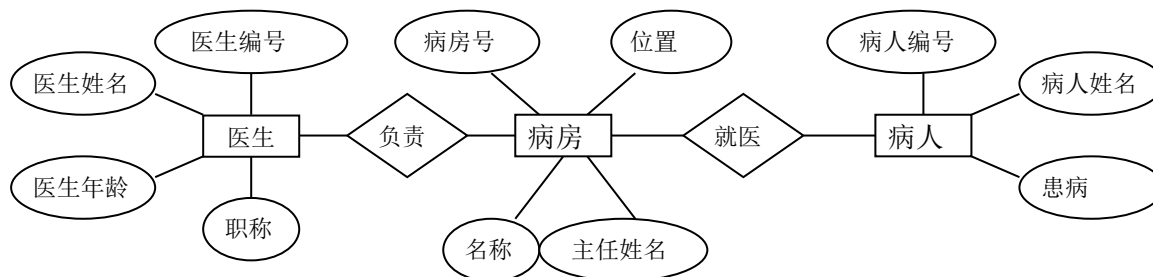 医生编号
病房号
位置
病人编号
医生姓名
病人姓名
医生
负责
病房
就医
病人
医生年龄
患病
职称
名称
主任姓名